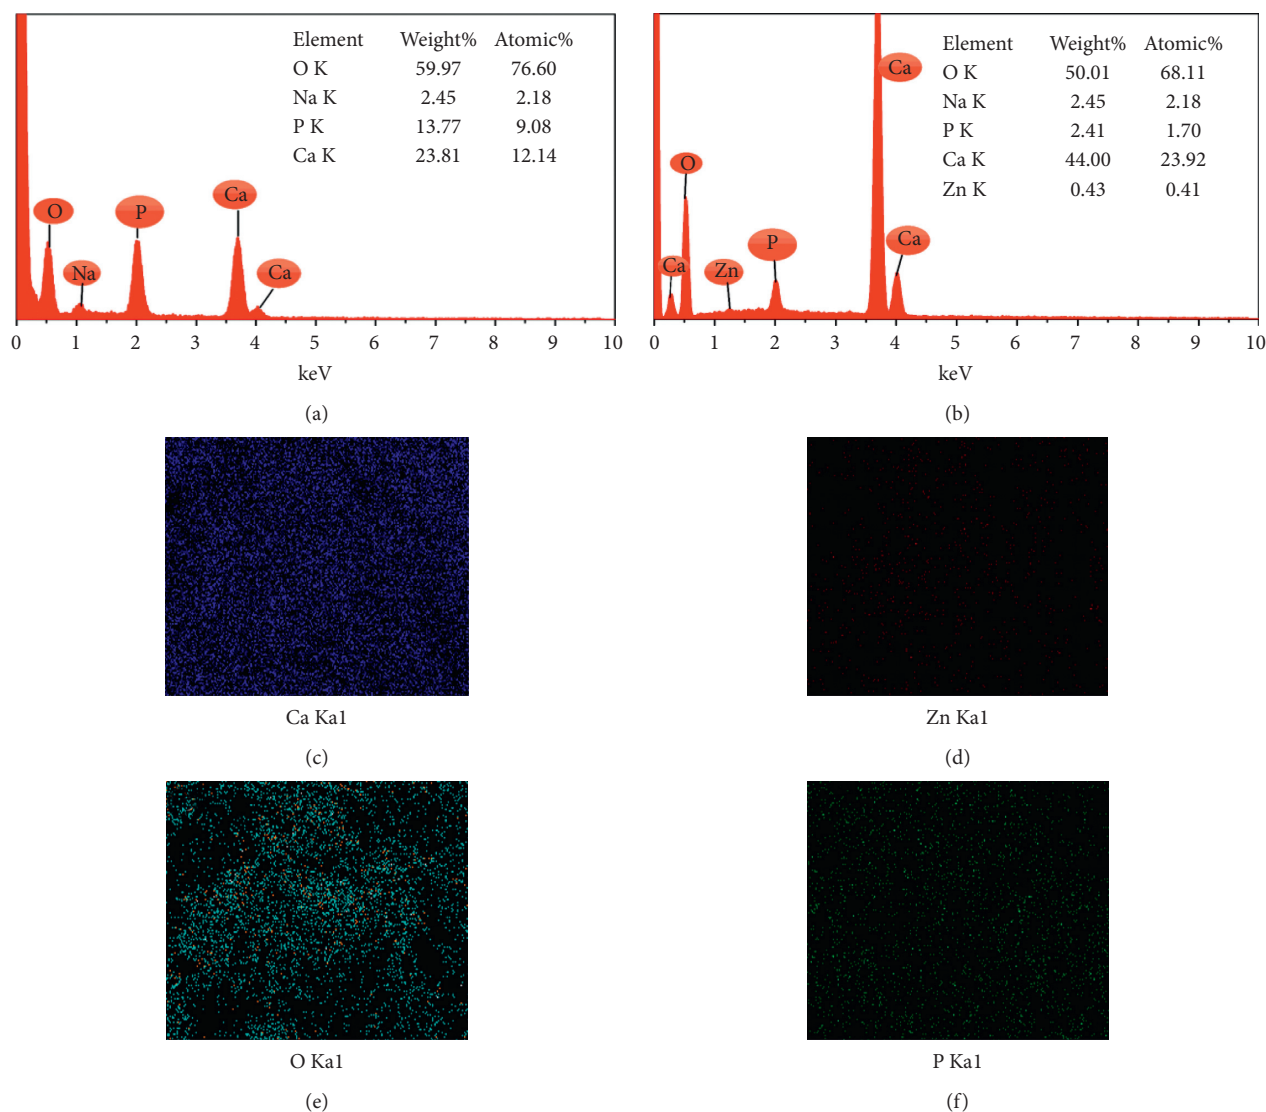 Element Weight% Atomic%
O K 59.97 76.60
Na K 2.45 2.18
P K 13.77 9.08
Ca K 23.81 12.14
O
Na
P
Ca
Ca
0 1 2 3 4 5 6 7 8 9 10
keV
(a)
Element Weight% Atomic%
O K 50.01 68.11
Na K 2.45 2.18
P K 2.41 1.70
Ca K 44.00 23.92
Zn K 0.43 0.41
Ca
O
Ca
Zn
P
Ca
0 1 2 3 4 5 6 7 8 9 10
keV
(b)
Ca Ka1
(c)
Zn Ka1
(d)
O Ka1
(e)
P Ka1
(f)